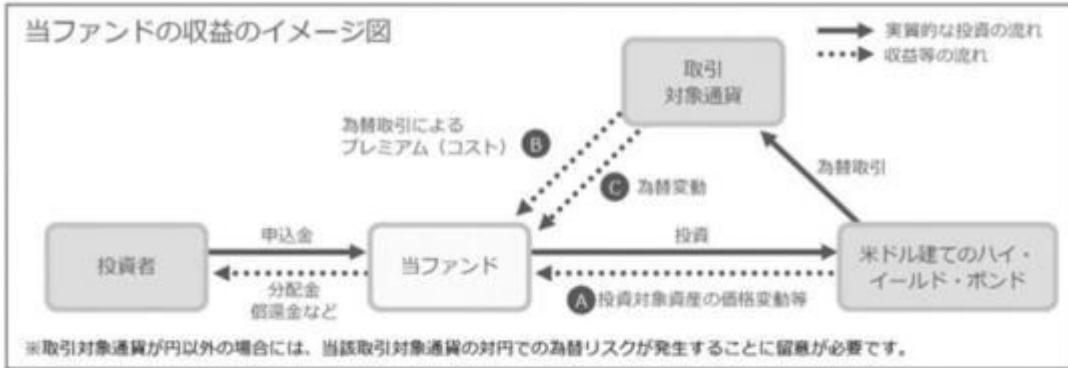 当ファンドの収益のイメージ図
実質的な投資の流れ
収益等の流れ
取引
対象通貨
為替取引による
プレミアム（コスト）
B
C
為替変動
為替取引
投資者
申込金
分配金
償還金など
当ファンド
投資
A
投資対象資産の価格変動等
米ドル建てのハイ・
イールド・ボンド
※取引対象通貨が円以外の場合には、当該取引対象通貨の対円での為替リスクが発生することに留意が必要です。